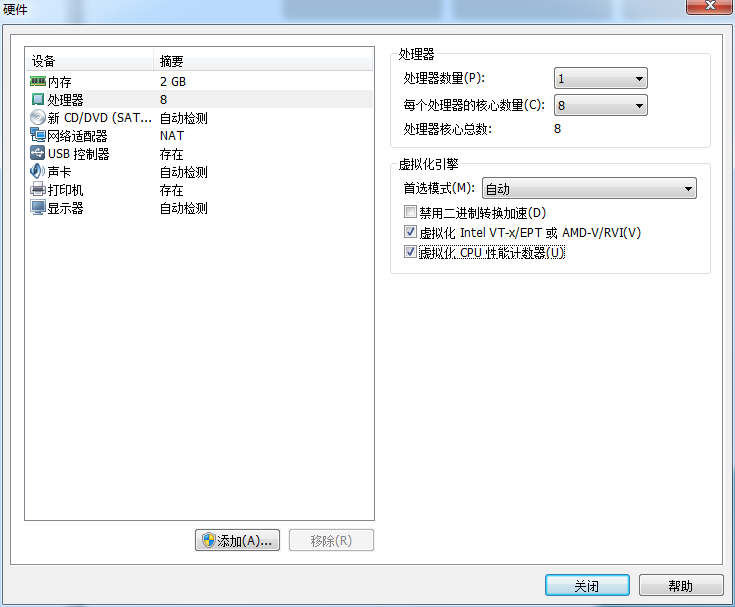 硬件
设备 摘要
内存 2 GB
处理器 8
新 CD/DVD (SAT... 自动检测
网络适配器 NAT
USB 控制器 存在
声卡 自动检测
打印机 存在
显示器 自动检测
添加(A)... 移除(R)
处理器
处理器数量(P): 1
每个处理器的核心数量(C): 8
处理器核心总数: 8
虚拟化引擎
首选模式(M): 自动
禁用二进制转换加速(D)
虚拟化 Intel VT-x/EPT 或 AMD-V/RVI(V)
虚拟化 CPU 性能计数器(U)
关闭 帮助